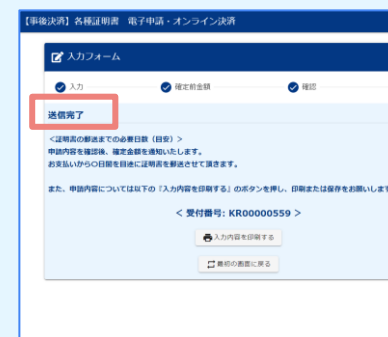 【事後決済】各種証明書　電子申請・オンライン決済
入力フォーム
入力
確定前金額
確認
送信完了
＜証明書の郵送までの必要日数（目安）＞
申請内容を確認後、確定金額を通知いたします。
お支払いから〇日間を目途に証明書を郵送させて頂きます。
また、申請内容については以下の「入力内容を印刷する」のボタンを押し、印刷または保存をお願いします
＜ 受付番号: KR00000559 ＞
入力内容を印刷する
最初の画面に戻る